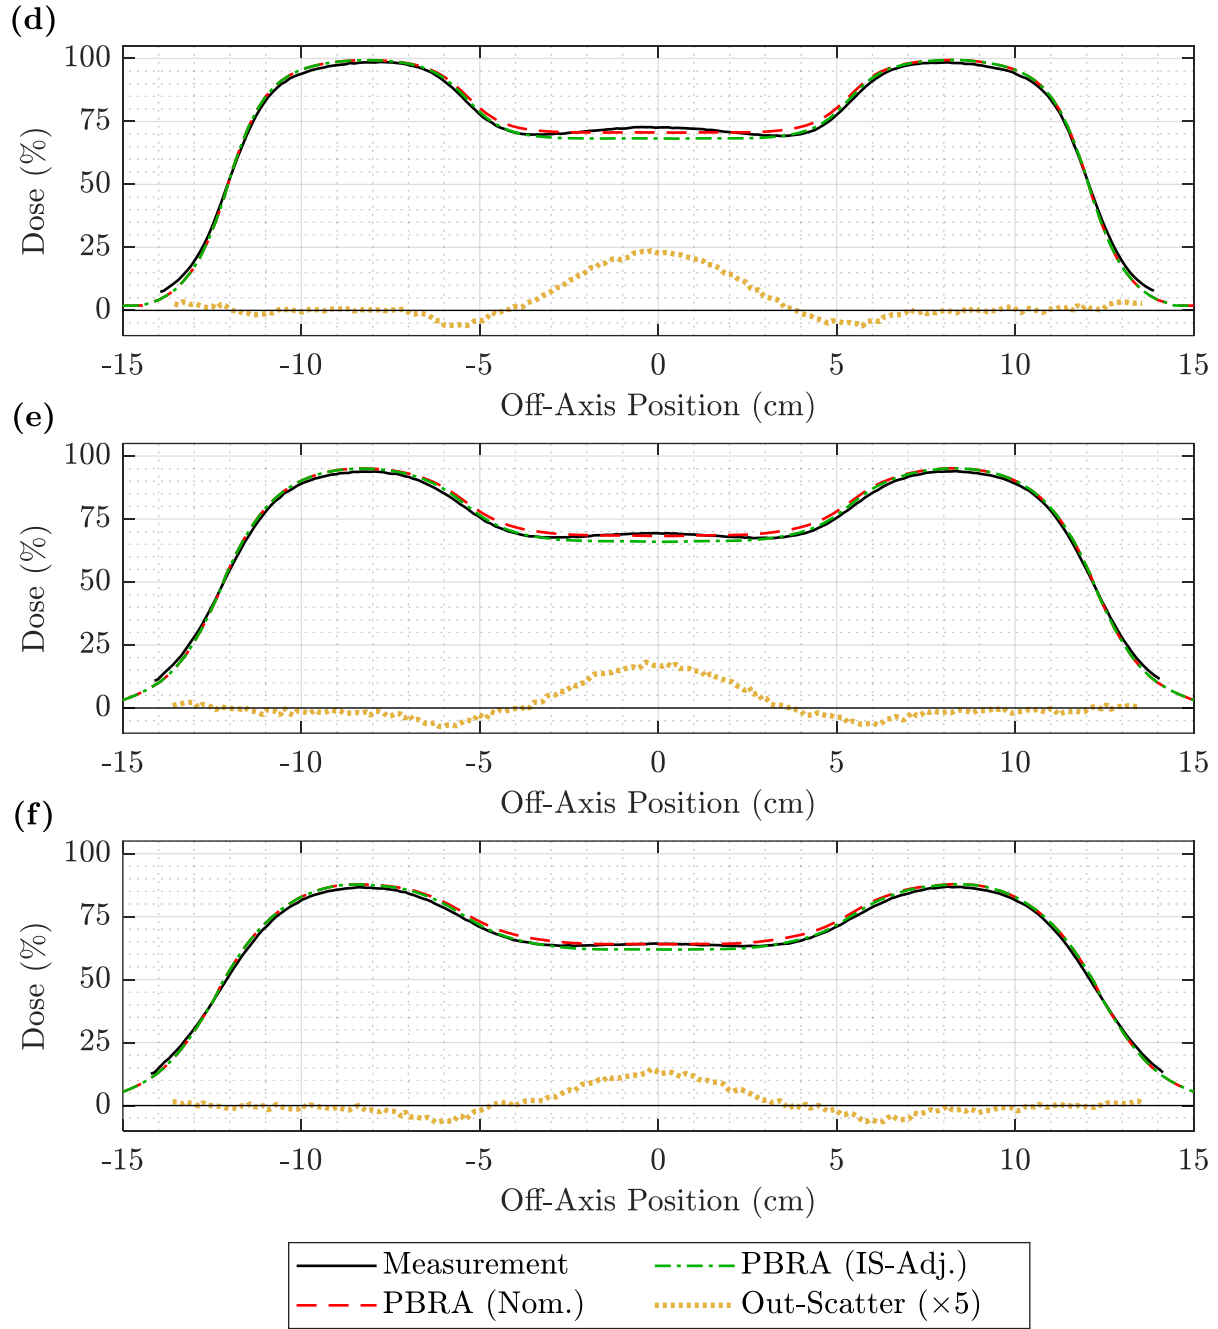 (d)
100
75
50
25
0
Dose (%)
-15 -10 -5 0 5 10 15
Off-Axis Position (cm)
(e)
100
75
50
25
0
Dose (%)
-15 -10 -5 0 5 10 15
Off-Axis Position (cm)
(f)
100
75
50
25
0
Dose (%)
-15 -10 -5 0 5 10 15
Off-Axis Position (cm)
Measurement PBRA (IS-Adj.)
PBRA (Nom.) Out-Scatter (×5)